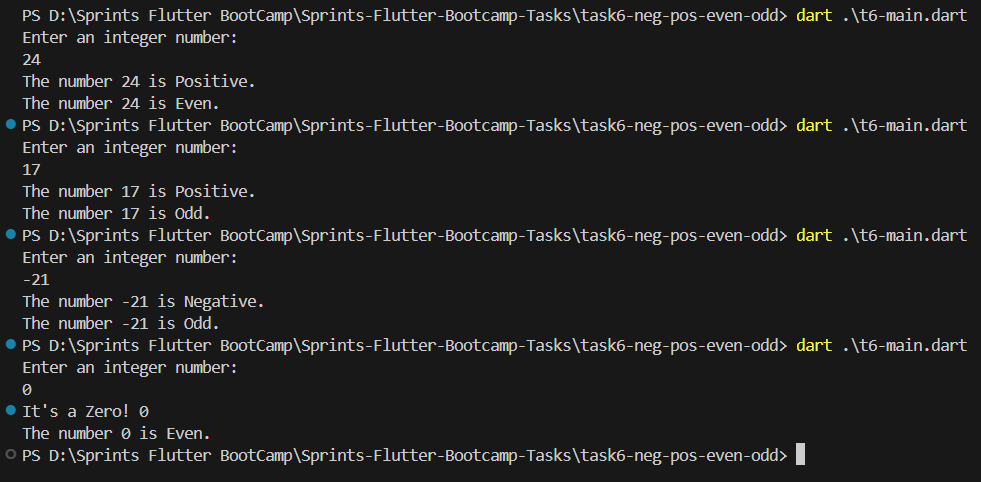 PS D:\Sprints Flutter BootCamp\Sprints-Flutter-Bootcamp-Tasks\task6-neg-pos-even-odd> dart .\t6-main.dart
Enter an integer number:
24
The number 24 is Positive.
The number 24 is Even.
PS D:\Sprints Flutter BootCamp\Sprints-Flutter-Bootcamp-Tasks\task6-neg-pos-even-odd> dart .\t6-main.dart
Enter an integer number:
17
The number 17 is Positive.
The number 17 is Odd.
PS D:\Sprints Flutter BootCamp\Sprints-Flutter-Bootcamp-Tasks\task6-neg-pos-even-odd> dart .\t6-main.dart
Enter an integer number:
-21
The number -21 is Negative.
The number -21 is Odd.
PS D:\Sprints Flutter BootCamp\Sprints-Flutter-Bootcamp-Tasks\task6-neg-pos-even-odd> dart .\t6-main.dart
Enter an integer number:
0
It's a Zero! 0
The number 0 is Even.
PS D:\Sprints Flutter BootCamp\Sprints-Flutter-Bootcamp-Tasks\task6-neg-pos-even-odd>